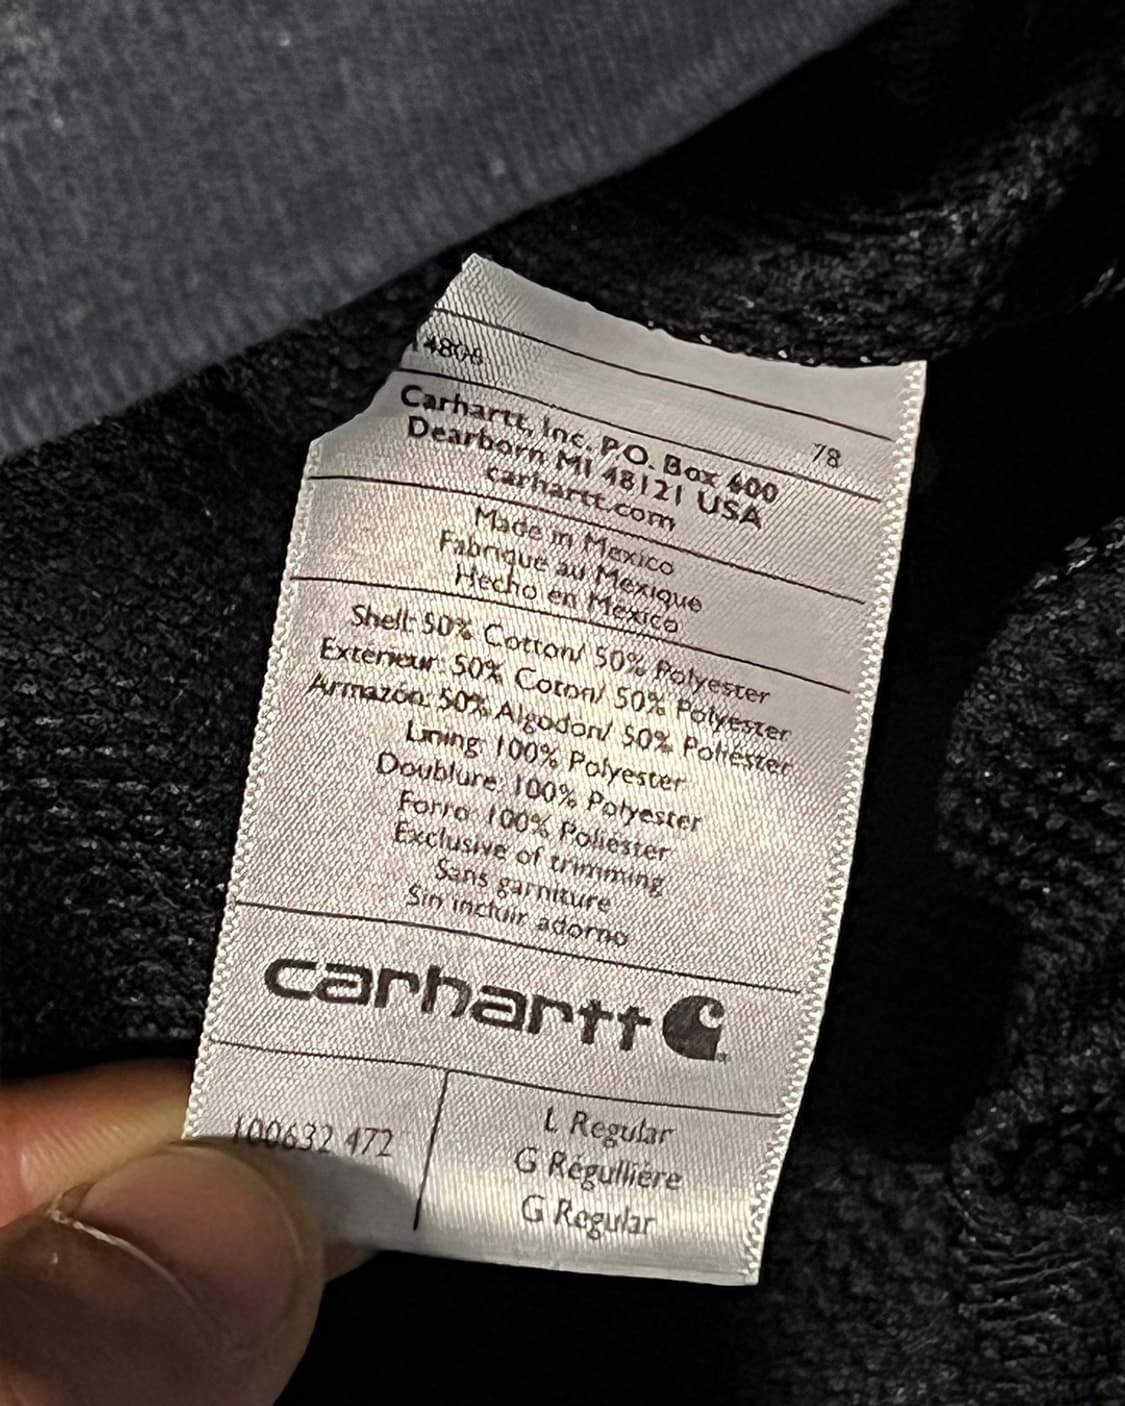 78
Carhartt, Inc. P.O. Box 600
Dearborn MI 48121 USA
carhartt.com
Made in Mexico
Fabriqué au Mexique
Hecho en Mexico
Shell: 50% Cotton/ 50% Polyester
Extérieur: 50% Coton/ 50% Polyester
Armazón: 50% Algodon/ 50% Poliester
Lining: 100% Polyester
Doublure: 100% Polyester
Forro: 100% Poliéster
Exclusive of trimming
Sans garniture
Sin incluir adorno
carhartt
100632 472
L Regular
G Régullière
G Regular